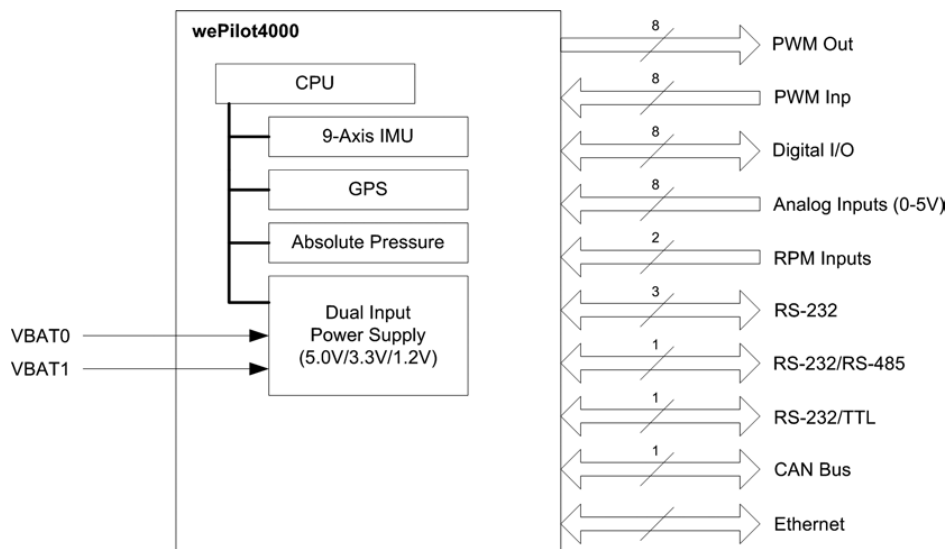 wePilot4000
CPU
9-Axis IMU
GPS
Absolute Pressure
Dual Input
Power Supply
(5.0V/3.3V/1.2V)
VBAT0
VBAT1
8
PWM Out
8
PWM Inp
8
Digital I/O
8
Analog Inputs (0-5V)
2
RPM Inputs
3
RS-232
1
RS-232/RS-485
1
RS-232/TTL
1
CAN Bus
Ethernet